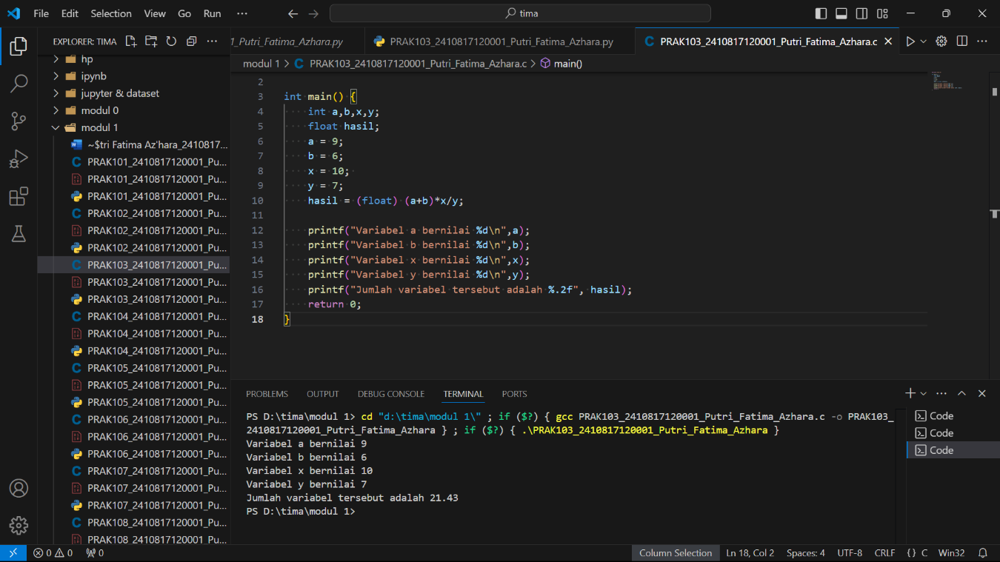 File Edit Selection View Go Run ··· tima
EXPLORER: TIMA
1_Putri_Fatima_Azhara.py PRAK103_2410817120001_Putri_Fatima_Azhara.py PRAK103_2410817120001_Putri_Fatima_Azhara.c
modul 1 > PRAK103_2410817120001_Putri_Fatima_Azhara.c > main()
hp
ipynb
jupyter & dataset
modul 0
modul 1
~$tri Fatima Az'hara_2410817...
PRAK101_2410817120001_Pu...
PRAK101_2410817120001_Pu...
PRAK101_2410817120001_Pu...
PRAK102_2410817120001_Pu...
PRAK102_2410817120001_Pu...
PRAK102_2410817120001_Pu...
PRAK103_2410817120001_Pu...
PRAK103_2410817120001_Pu...
PRAK103_2410817120001_Pu...
PRAK104_2410817120001_Pu...
PRAK104_2410817120001_Pu...
PRAK104_2410817120001_Pu...
PRAK105_2410817120001_Pu...
PRAK105_2410817120001_Pu...
PRAK105_2410817120001_Pu...
PRAK106_2410817120001_Pu...
PRAK106_2410817120001_Pu...
PRAK106_2410817120001_Pu...
PRAK107_2410817120001_Pu...
PRAK107_2410817120001_Pu...
PRAK107_2410817120001_Pu...
PRAK108_2410817120001_Pu...
PRAK108_2410817120001_Pu...
2
3 int main() {
4 int a,b,x,y;
5 float hasil;
6 a = 9;
7 b = 6;
8 x = 10;
9 y = 7;
10 hasil = (float) (a+b)*x/y;
11
12 printf("Variabel a bernilai %d\n",a);
13 printf("Variabel b bernilai %d\n",b);
14 printf("Variabel x bernilai %d\n",x);
15 printf("Variabel y bernilai %d\n",y);
16 printf("Jumlah variabel tersebut adalah %.2f", hasil);
17 return 0;
18 }
PROBLEMS OUTPUT DEBUG CONSOLE TERMINAL PORTS
PS D:\tima\modul 1> cd "d:\tima\modul 1\" ; if ($?) { gcc PRAK103_2410817120001_Putri_Fatima_Azhara.c -o PRAK103_
2410817120001_Putri_Fatima_Azhara } ; if ($?) { .\PRAK103_2410817120001_Putri_Fatima_Azhara }
Variabel a bernilai 9
Variabel b bernilai 6
Variabel x bernilai 10
Variabel y bernilai 7
Jumlah variabel tersebut adalah 21.43
PS D:\tima\modul 1>
Code
Code
Code
0 0 0 Column Selection Ln 18, Col 2 Spaces: 4 UTF-8 CRLF {} C Win32